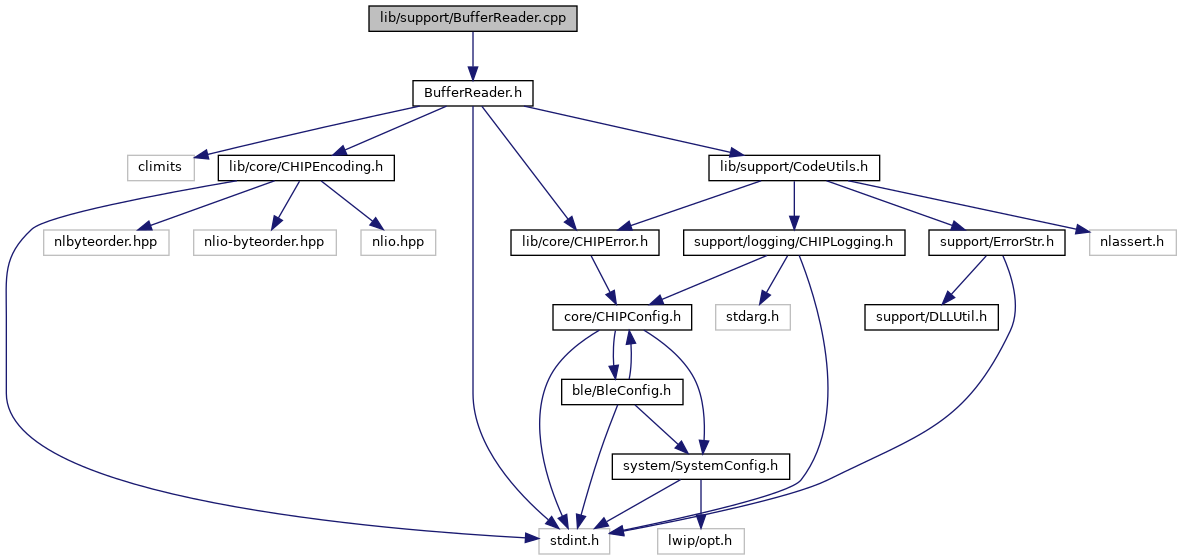 lib/support/BufferReader.cpp
BufferReader.h
climits
lib/core/CHIPEncoding.h
lib/support/CodeUtils.h
nlbyteorder.hpp
nlio-byteorder.hpp
nlio.hpp
lib/core/CHIPError.h
support/logging/CHIPLogging.h
support/ErrorStr.h
nlassert.h
core/CHIPConfig.h
stdarg.h
support/DLLUtil.h
ble/BleConfig.h
system/SystemConfig.h
stdint.h
lwip/opt.h